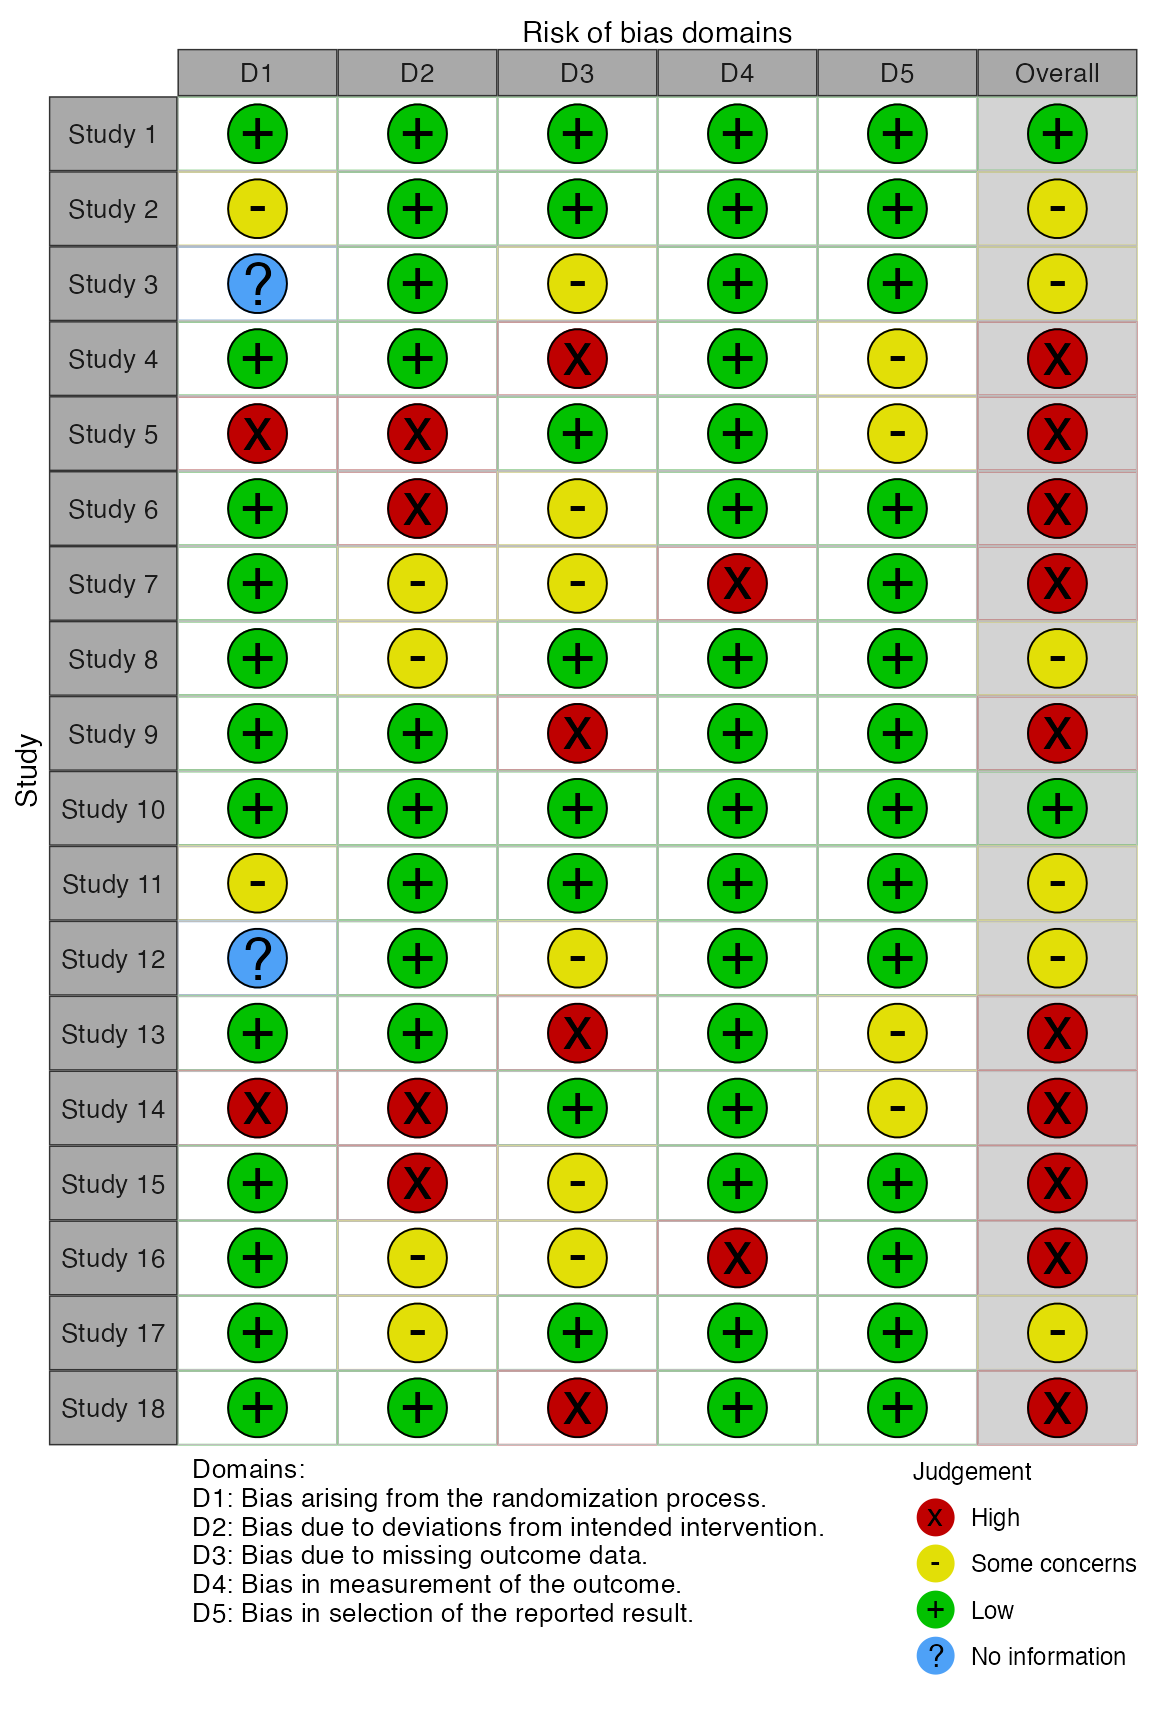 Risk of bias domains
D1 D2 D3 D4 D5 Overall
Study
Study 1 + + + + + +
Study 2 - + + + + -
Study 3 ? + - + + -
Study 4 + + X + - X
Study 5 X X + + - X
Study 6 + X - + + X
Study 7 + - - X + X
Study 8 + - + + + -
Study 9 + + X + + X
Study 10 + + + + + +
Study 11 - + + + + -
Study 12 ? + - + + -
Study 13 + + X + - X
Study 14 X X + + - X
Study 15 + X - + + X
Study 16 + - - X + X
Study 17 + - + + + -
Study 18 + + X + + X
Domains:
D1: Bias arising from the randomization process.
D2: Bias due to deviations from intended intervention.
D3: Bias due to missing outcome data.
D4: Bias in measurement of the outcome.
D5: Bias in selection of the reported result.
Judgement
X High
- Some concerns
+ Low
? No information